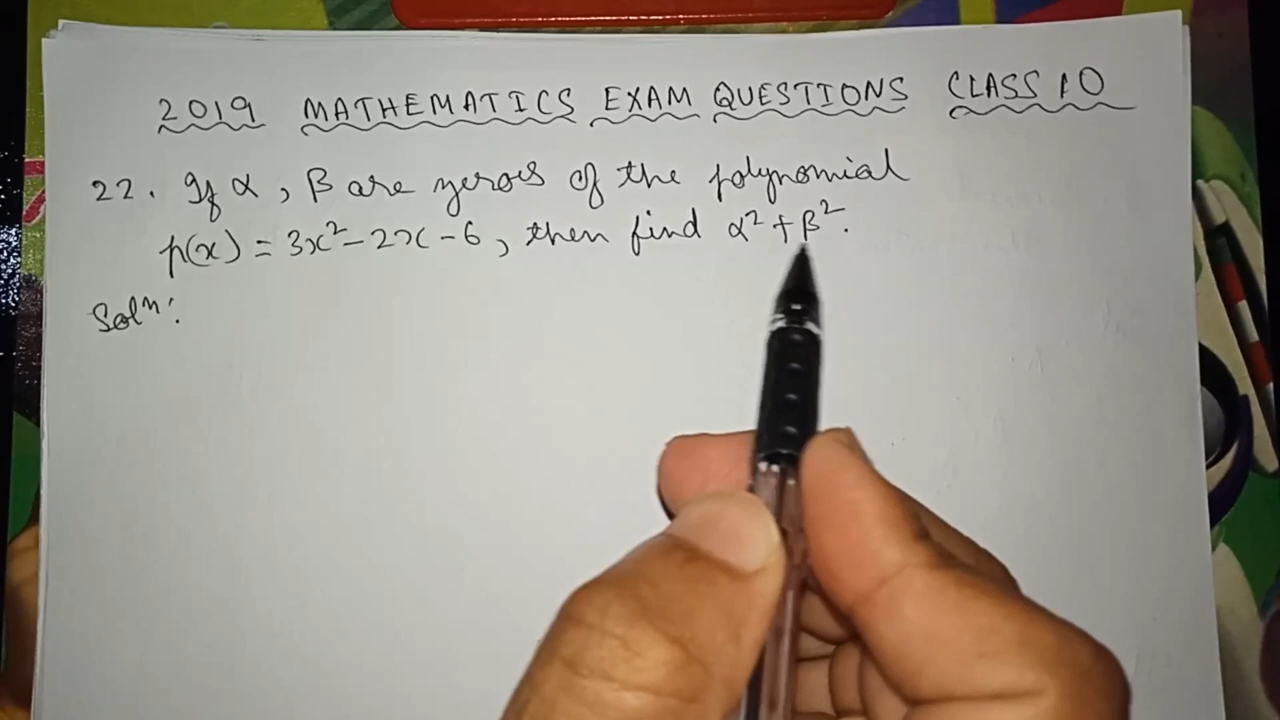 2019 MATHEMATICS EXAM QUESTIONS CLASS 10
22. If α, β are zeroes of the polynomial
p(x) = 3x² - 2x - 6, then find α² + β².
Solⁿ: